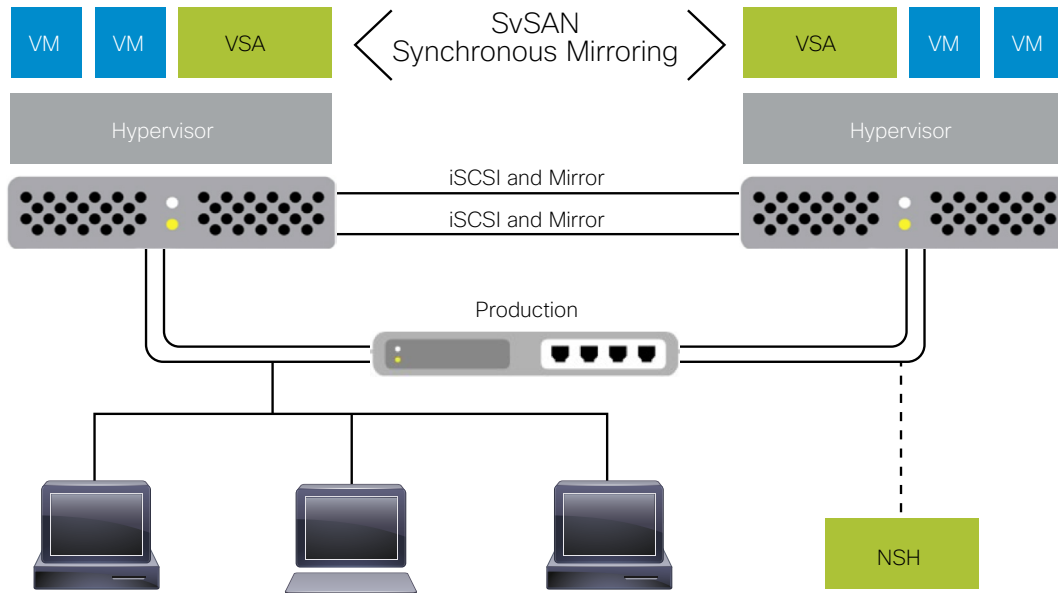 VM
VM
VSA
SvSAN
Synchronous Mirroring
VSA
VM
VM
Hypervisor
Hypervisor
iSCSI and Mirror
iSCSI and Mirror
Production
NSH